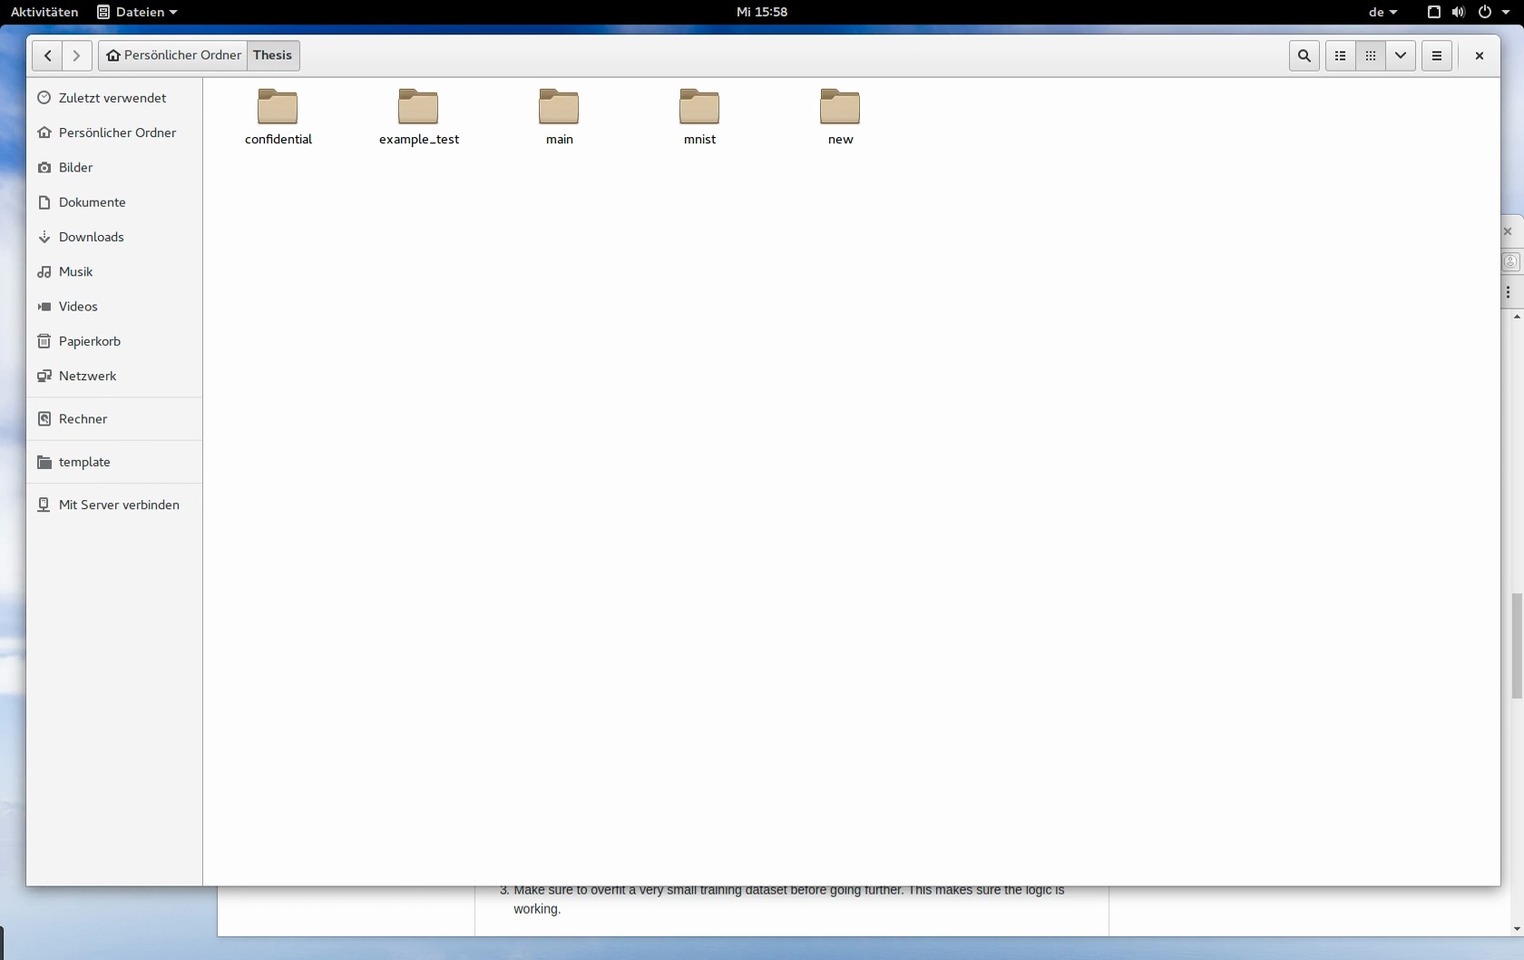 Aktivitäten Dateien Mi 15:58 de
Persönlicher Ordner Thesis
Zuletzt verwendet
Persönlicher Ordner
Bilder
Dokumente
Downloads
Musik
Videos
Papierkorb
Netzwerk
Rechner
template
Mit Server verbinden
confidential example_test main mnist new
3. Make sure to overfit a very small training dataset before going further. This makes sure the logic is
working.